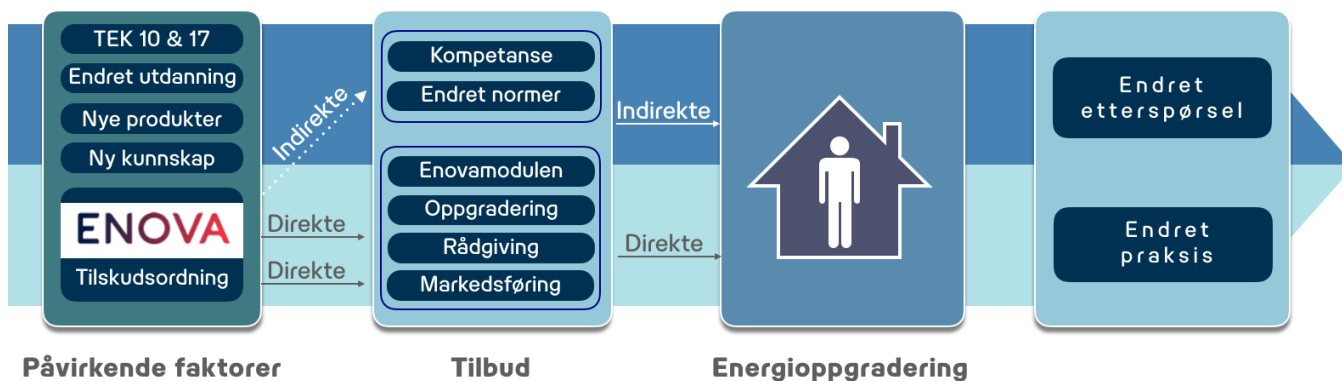 TEK 10 & 17
Endret utdanning
Nye produkter
Ny kunnskap
ENOVA
Tilskudsordning
Indirekte
Direkte
Direkte
Kompetanse
Endret normer
Enovamodulen
Oppgradering
Rådgiving
Markedsføring
Indirekte
Direkte
Endret
etterspørsel
Endret
praksis
Påvirkende faktorer
Tilbud
Energioppgradering